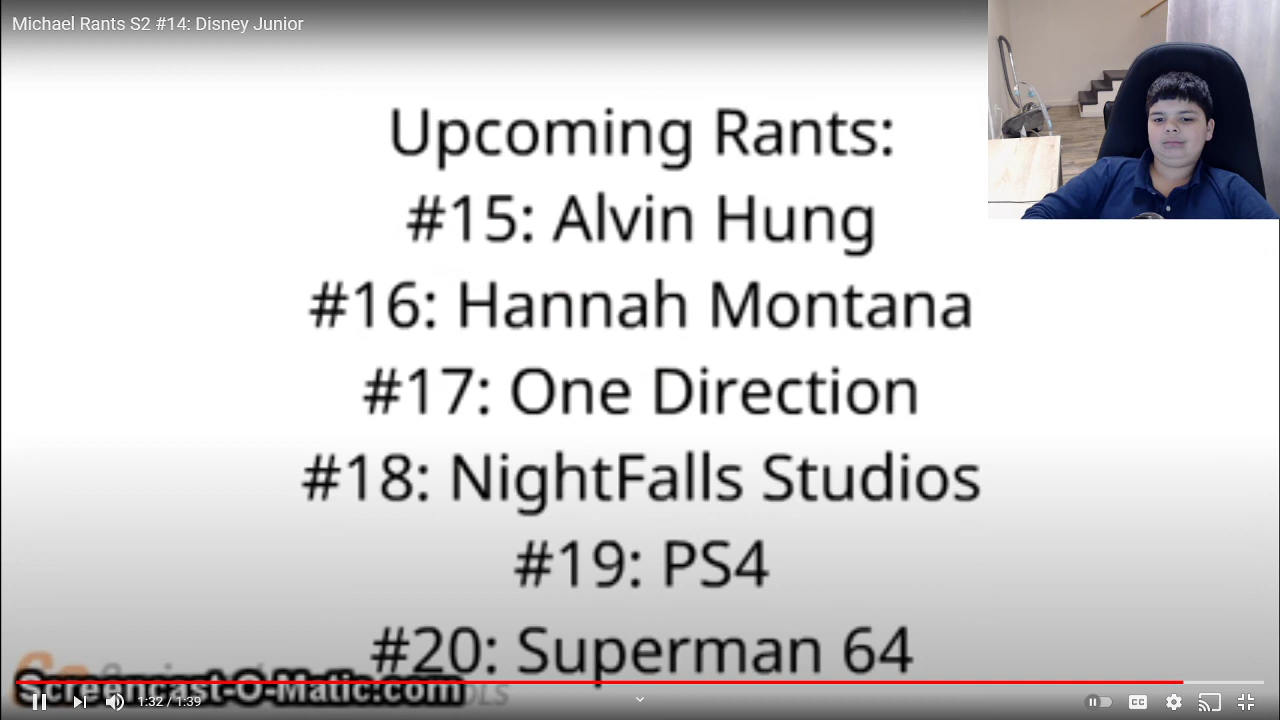 Michael Rants S2 #14: Disney Junior
Upcoming Rants:
#15: Alvin Hung
#16: Hannah Montana
#17: One Direction
#18: NightFalls Studios
#19: PS4
#20: Superman 64
Screencast-O-Matic.com
1:32 / 1:39
CC